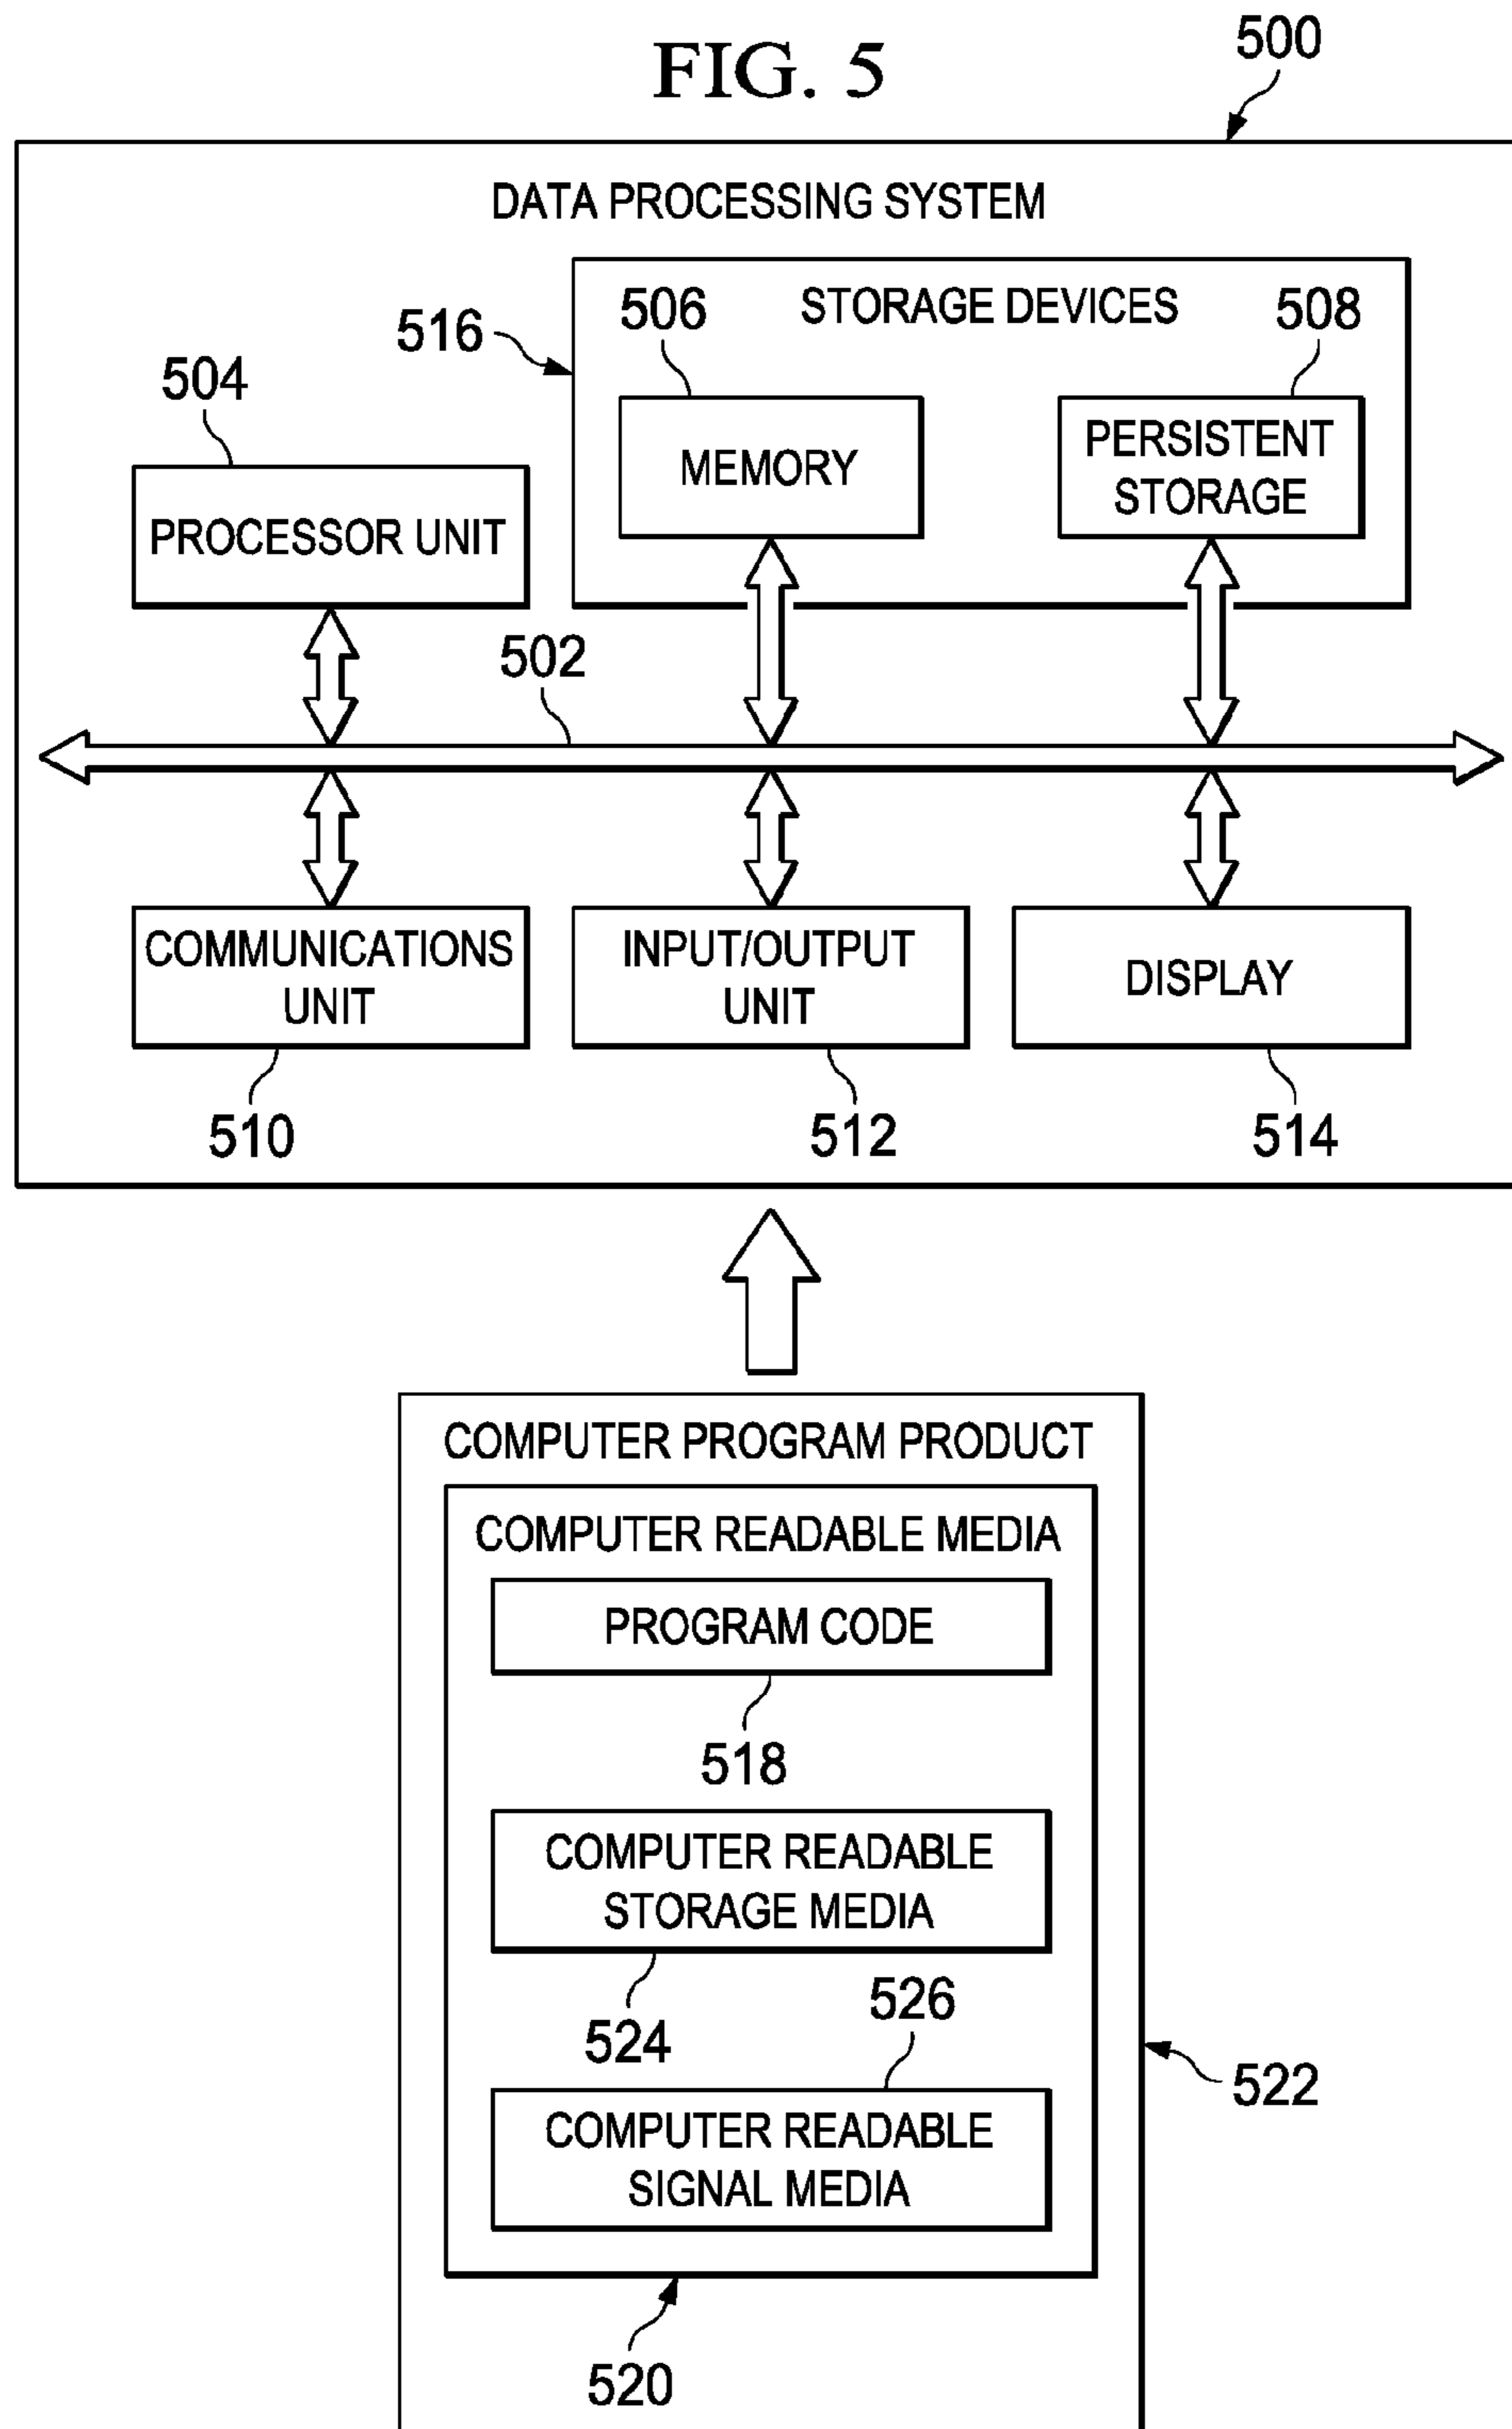 FIG. 5
500
DATA PROCESSING SYSTEM
STORAGE DEVICES
516
506
508
504
MEMORY
PERSISTENT
STORAGE
PROCESSOR UNIT
502
COMMUNICATIONS
UNIT
INPUT/OUTPUT
UNIT
DISPLAY
510
512
514
COMPUTER PROGRAM PRODUCT
COMPUTER READABLE MEDIA
PROGRAM CODE
518
COMPUTER READABLE
STORAGE MEDIA
524
526
522
COMPUTER READABLE
SIGNAL MEDIA
520